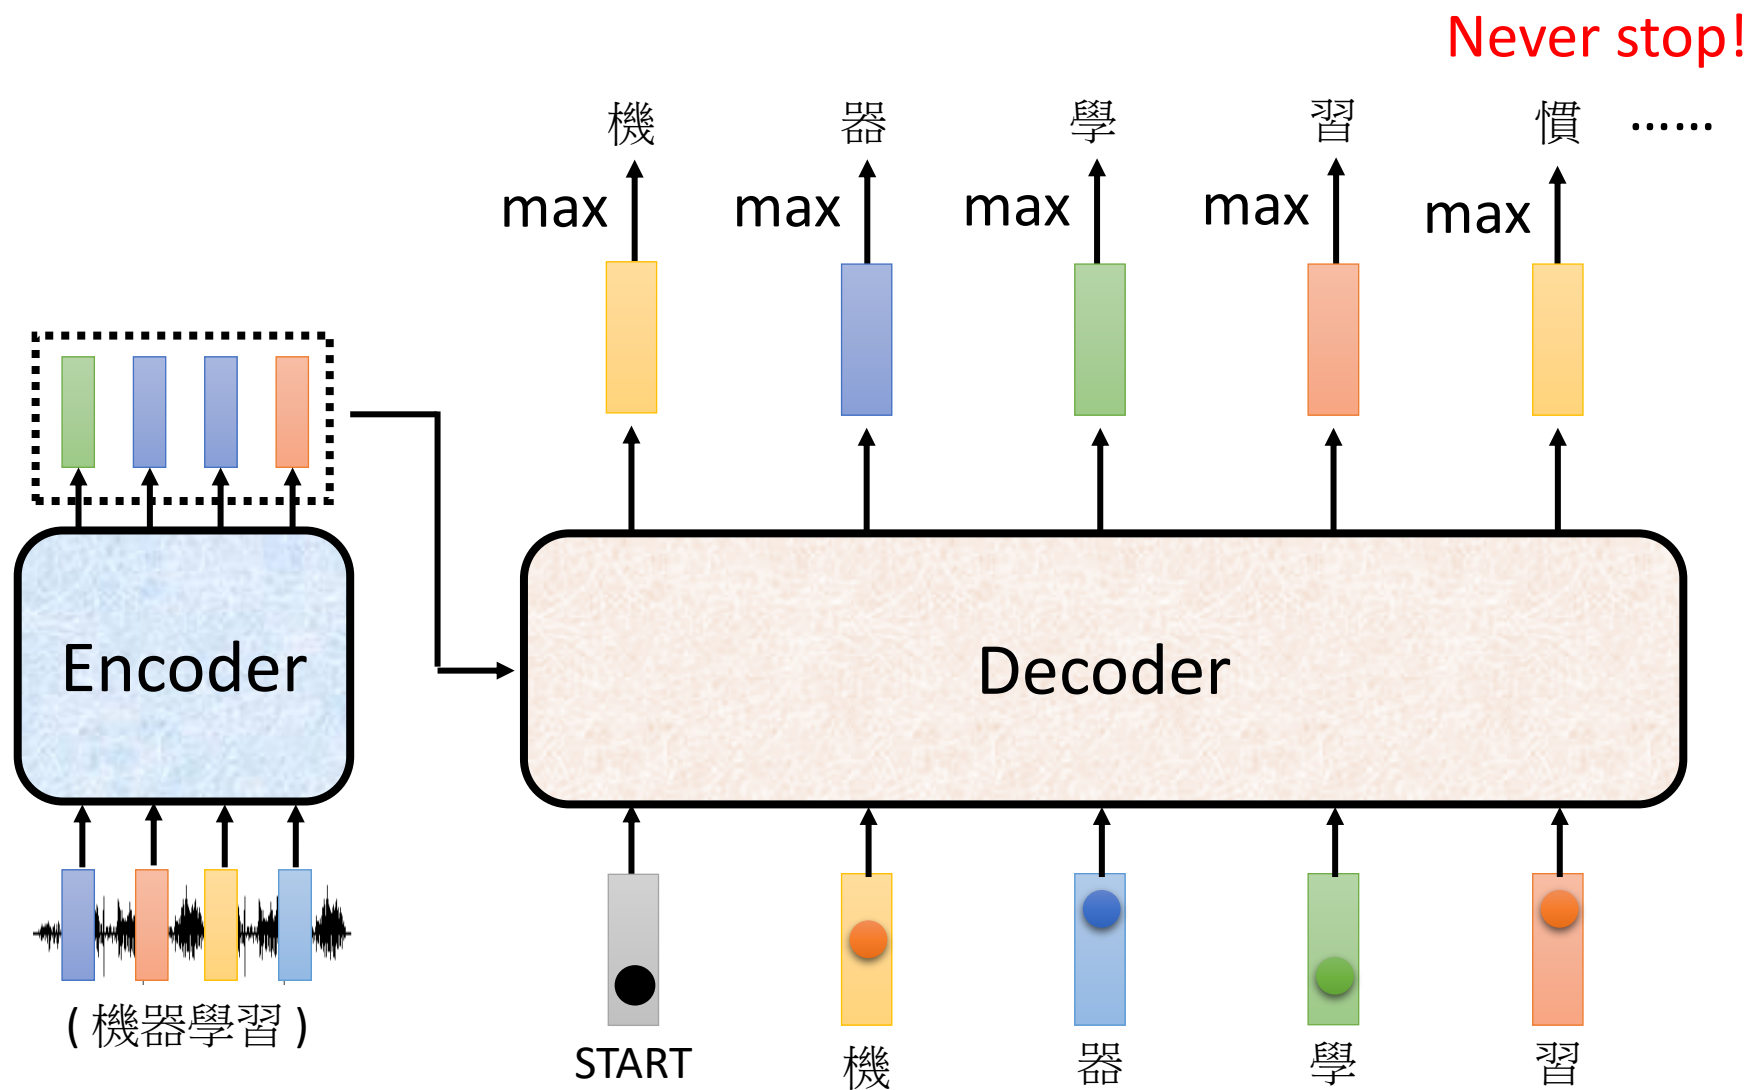 Never stop!
機 器 學 習 慣 ……
max max max max max
Encoder
Decoder
( 機器學習 )
START 機 器 學 習